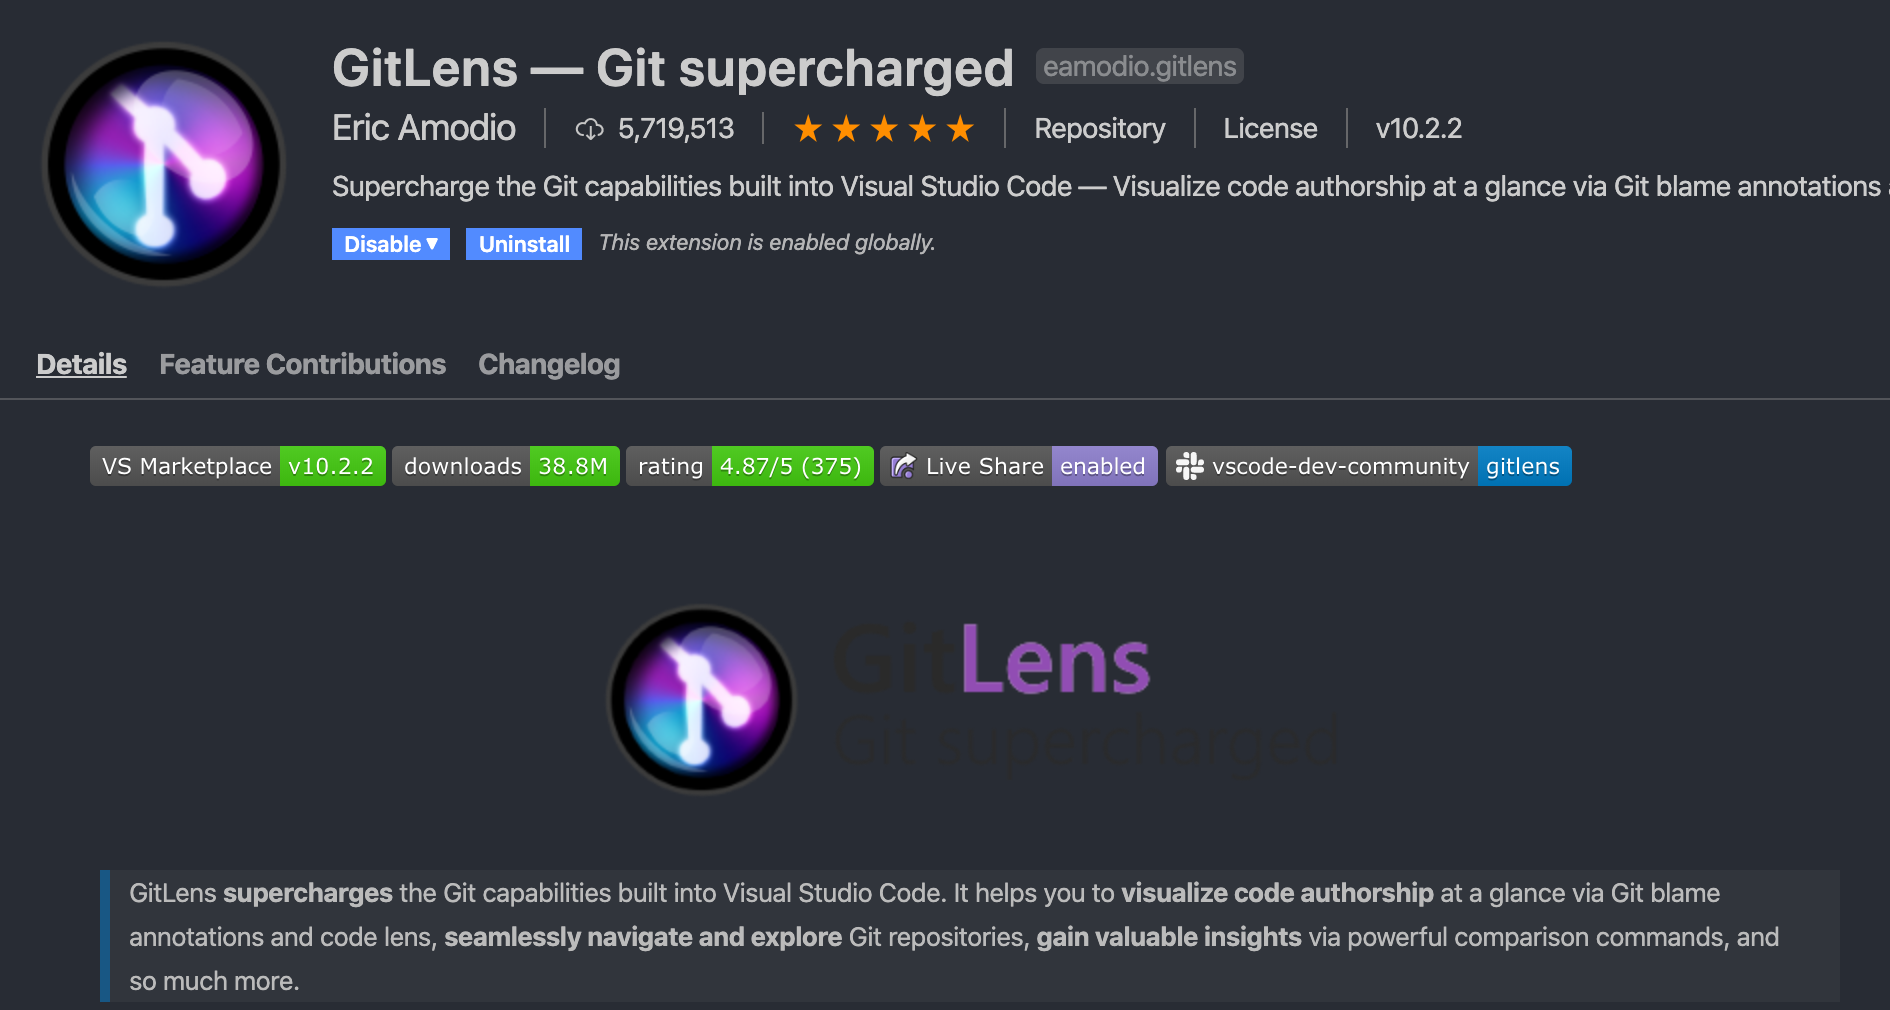 GitLens — Git supercharged eamodio.gitlens
Eric Amodio 5,719,513 Repository License v10.2.2
Supercharge the Git capabilities built into Visual Studio Code — Visualize code authorship at a glance via Git blame annotations
Disable Uninstall This extension is enabled globally.
Details Feature Contributions Changelog
VS Marketplace v10.2.2 downloads 38.8M rating 4.87/5 (375) Live Share enabled vscode-dev-community gitlens
GitLens
Git supercharged
GitLens supercharges the Git capabilities built into Visual Studio Code. It helps you to visualize code authorship at a glance via Git blame
annotations and code lens, seamlessly navigate and explore Git repositories, gain valuable insights via powerful comparison commands, and
so much more.